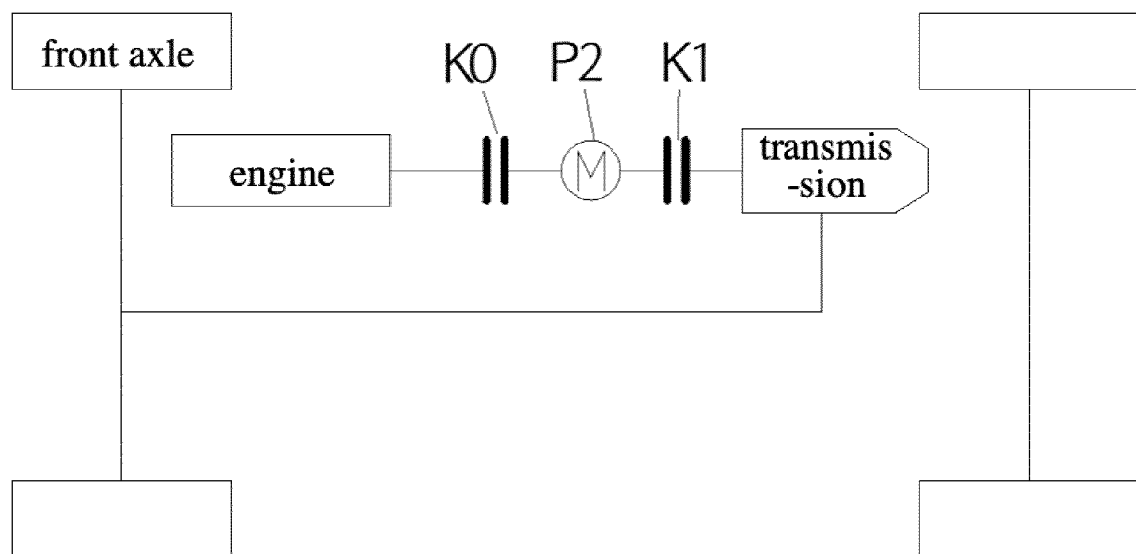 front axle
K0 P2 K1
engine
M
transmis
-sion